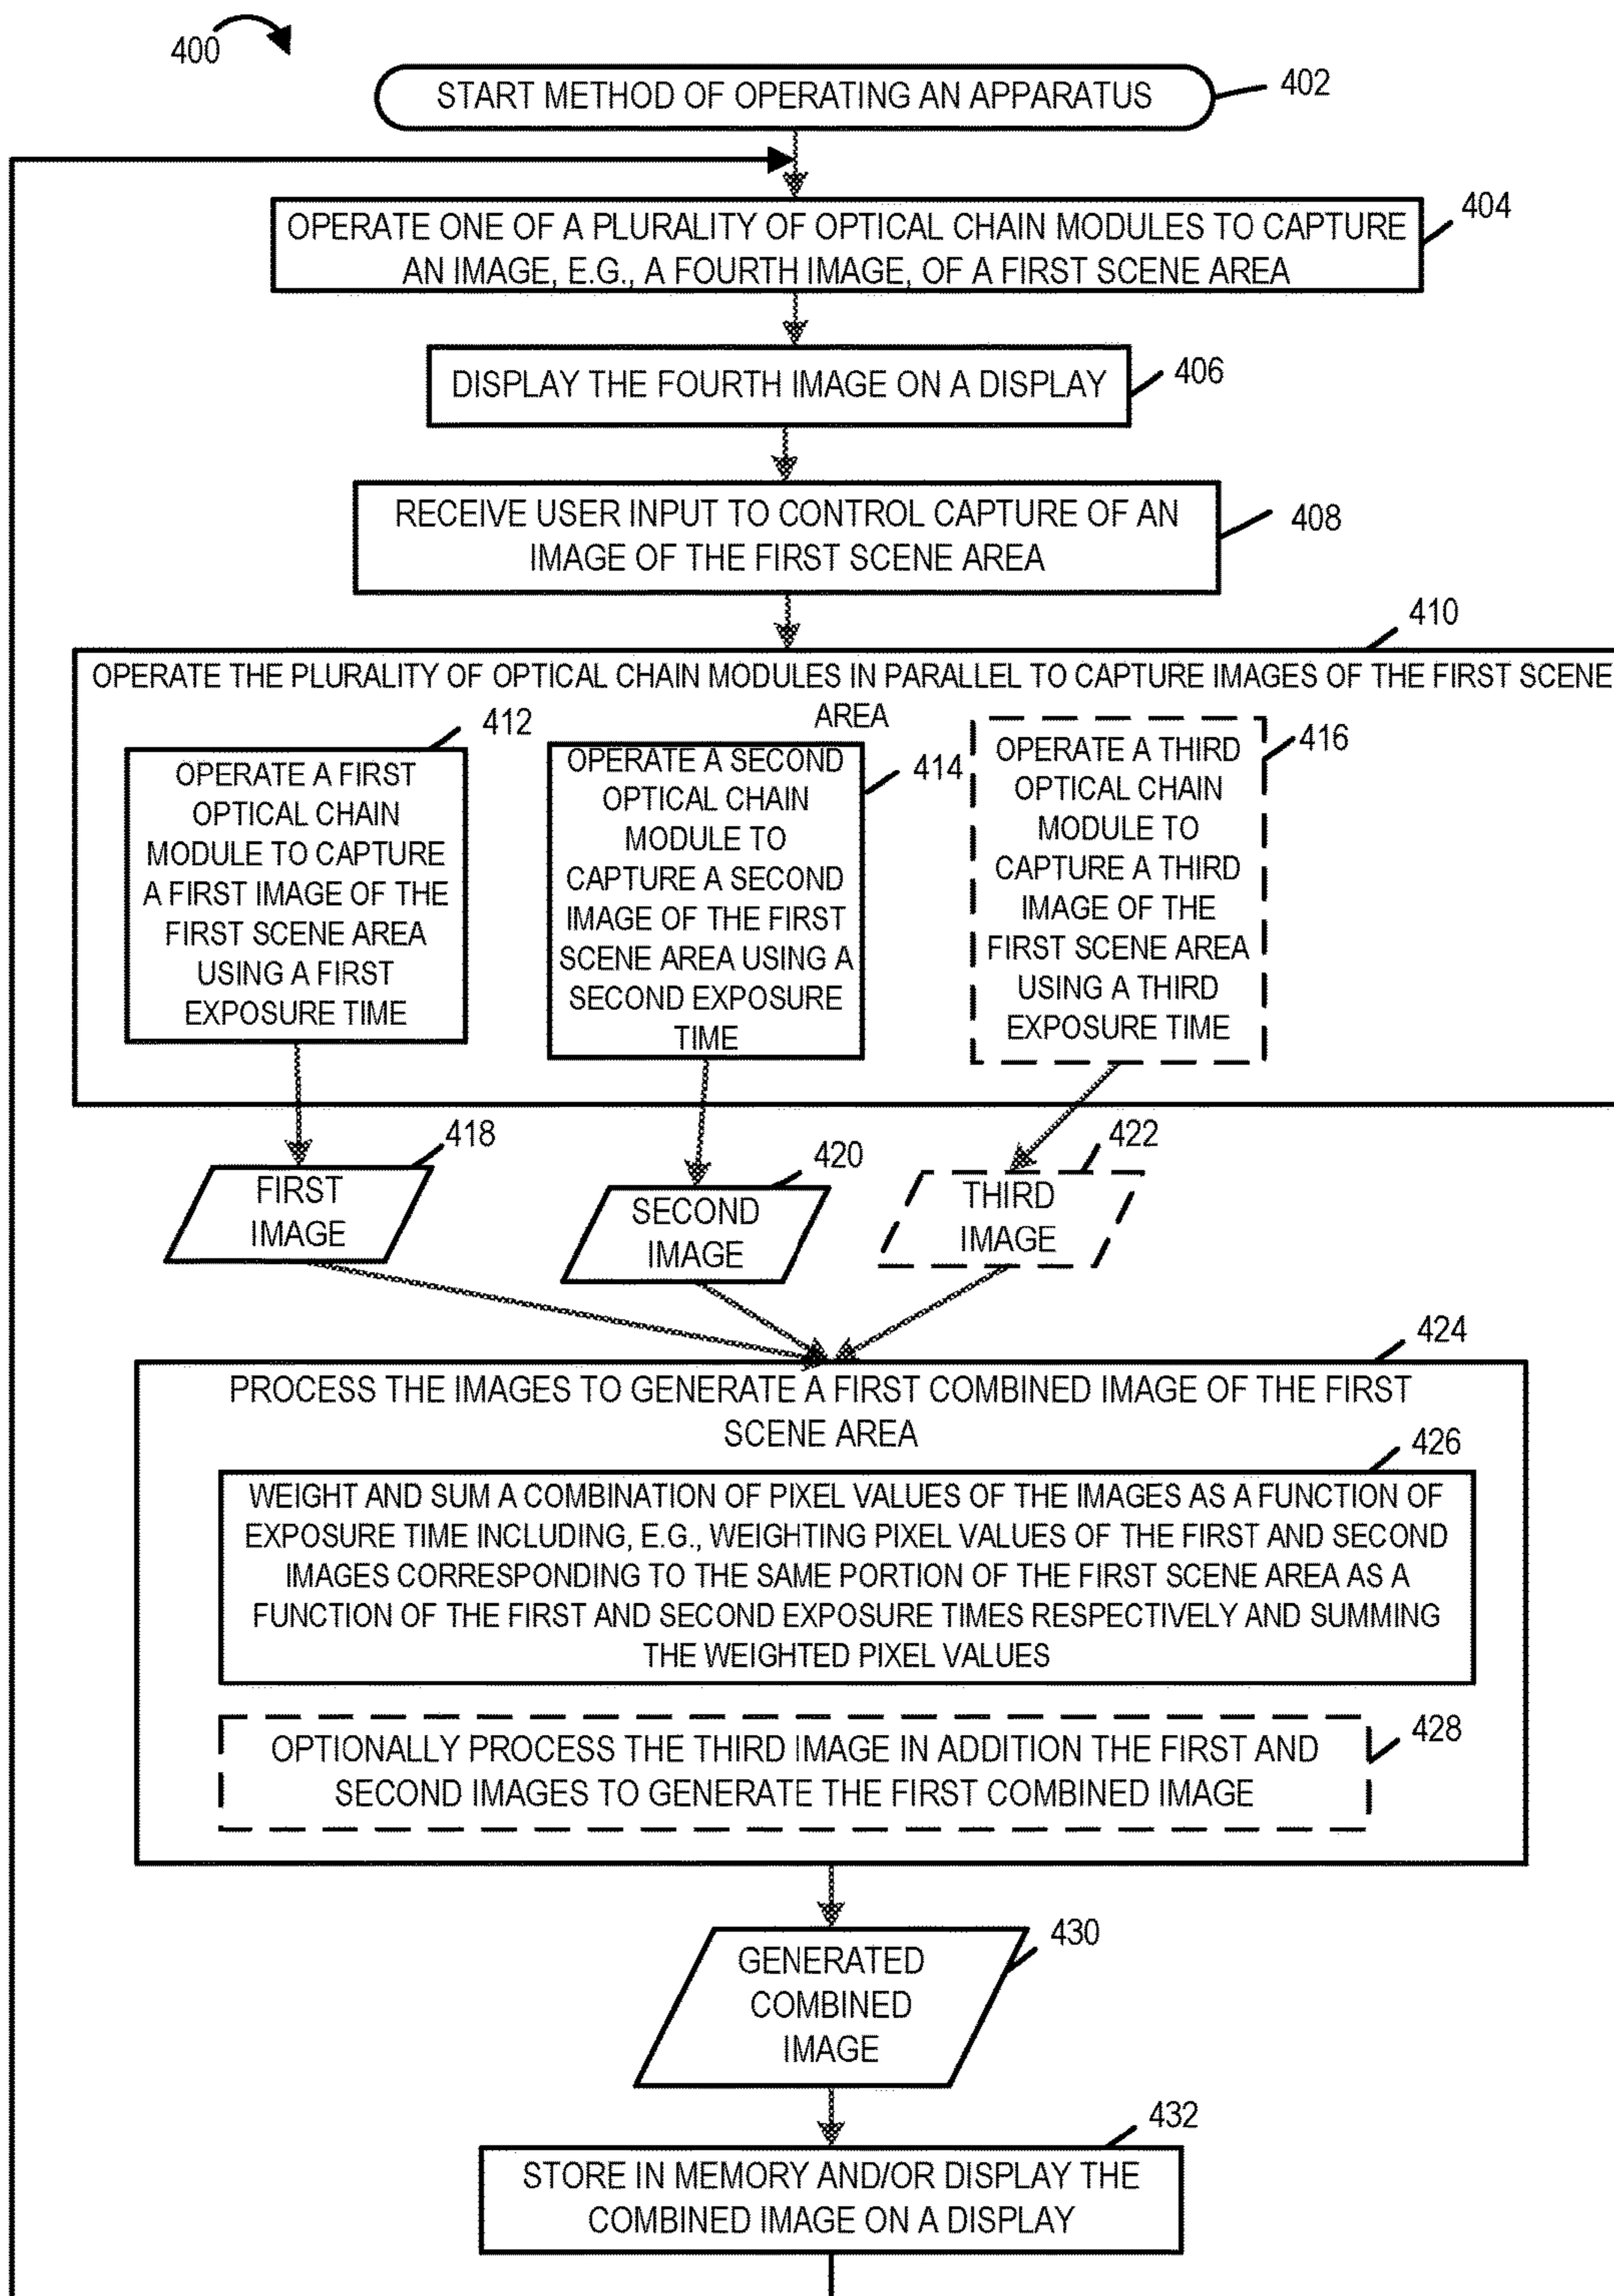 400
START METHOD OF OPERATING AN APPARATUS
402
OPERATE ONE OF A PLURALITY OF OPTICAL CHAIN MODULES TO CAPTURE
AN IMAGE, E.G., A FOURTH IMAGE, OF A FIRST SCENE AREA
404
DISPLAY THE FOURTH IMAGE ON A DISPLAY
406
RECEIVE USER INPUT TO CONTROL CAPTURE OF AN
IMAGE OF THE FIRST SCENE AREA
408
410
OPERATE THE PLURALITY OF OPTICAL CHAIN MODULES IN PARALLEL TO CAPTURE IMAGES OF THE FIRST SCENE
AREA
412
OPERATE A FIRST
OPTICAL CHAIN
MODULE TO CAPTURE
A FIRST IMAGE OF THE
FIRST SCENE AREA
USING A FIRST
EXPOSURE TIME
414
OPERATE A SECOND
OPTICAL CHAIN
MODULE TO
CAPTURE A SECOND
IMAGE OF THE FIRST
SCENE AREA USING A
SECOND EXPOSURE
TIME
416
OPERATE A THIRD
OPTICAL CHAIN
MODULE TO
CAPTURE A THIRD
IMAGE OF THE
FIRST SCENE AREA
USING A THIRD
EXPOSURE TIME
418
FIRST
IMAGE
420
SECOND
IMAGE
422
THIRD
IMAGE
424
PROCESS THE IMAGES TO GENERATE A FIRST COMBINED IMAGE OF THE FIRST
SCENE AREA
426
WEIGHT AND SUM A COMBINATION OF PIXEL VALUES OF THE IMAGES AS A FUNCTION OF
EXPOSURE TIME INCLUDING, E.G., WEIGHTING PIXEL VALUES OF THE FIRST AND SECOND
IMAGES CORRESPONDING TO THE SAME PORTION OF THE FIRST SCENE AREA AS A
FUNCTION OF THE FIRST AND SECOND EXPOSURE TIMES RESPECTIVELY AND SUMMING
THE WEIGHTED PIXEL VALUES
428
OPTIONALLY PROCESS THE THIRD IMAGE IN ADDITION THE FIRST AND
SECOND IMAGES TO GENERATE THE FIRST COMBINED IMAGE
430
GENERATED
COMBINED
IMAGE
432
STORE IN MEMORY AND/OR DISPLAY THE
COMBINED IMAGE ON A DISPLAY